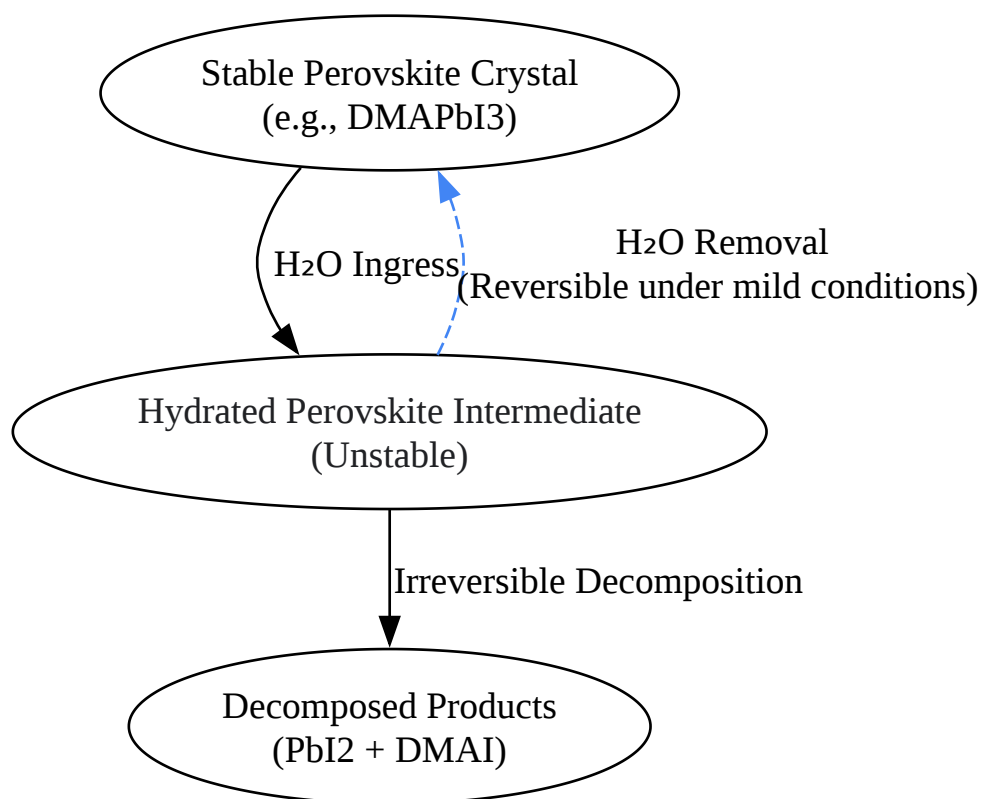 Stable Perovskite Crystal
(e.g., DMAPbI3)
H₂O Ingress
H₂O Removal
(Reversible under mild conditions)
Hydrated Perovskite Intermediate
(Unstable)
Irreversible Decomposition
Decomposed Products
(PbI2 + DMAI)